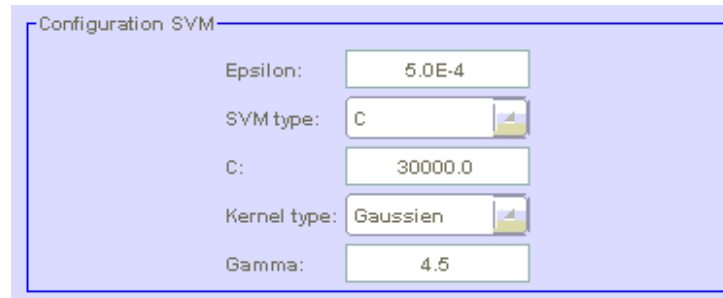 Configuration SVM
Epsilon: 5.0E-4
SVM type: C
C: 30000.0
Kernel type: Gaussien
Gamma: 4.5